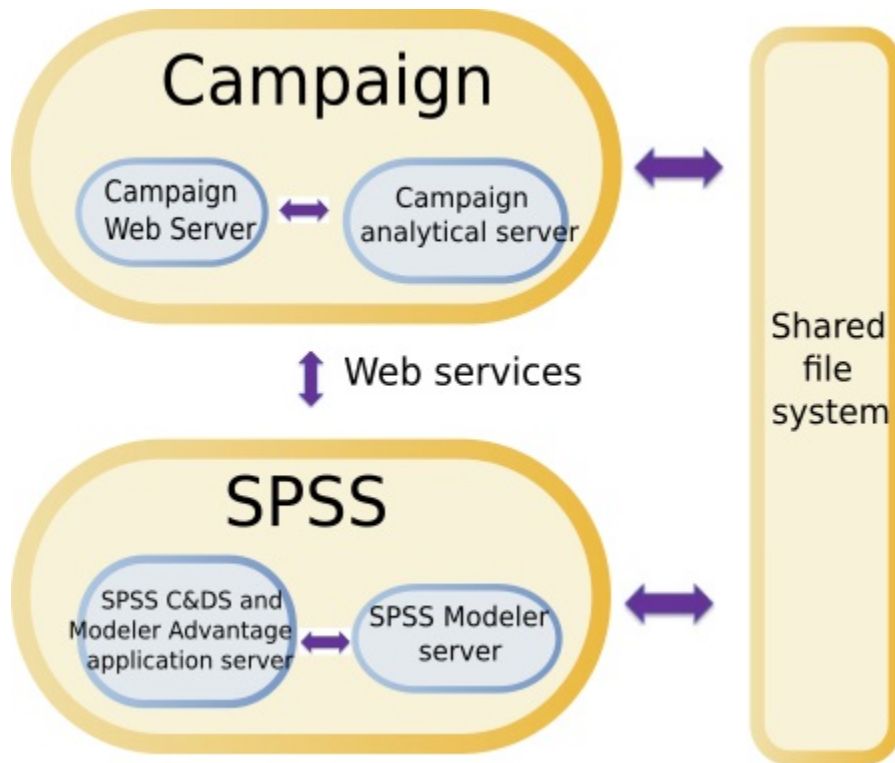 Campaign
Campaign
Web Server
Campaign
analytical server
Web services
Shared
file
system
SPSS
SPSS C&DS and
Modeler Advantage
application server
SPSS Modeler
server